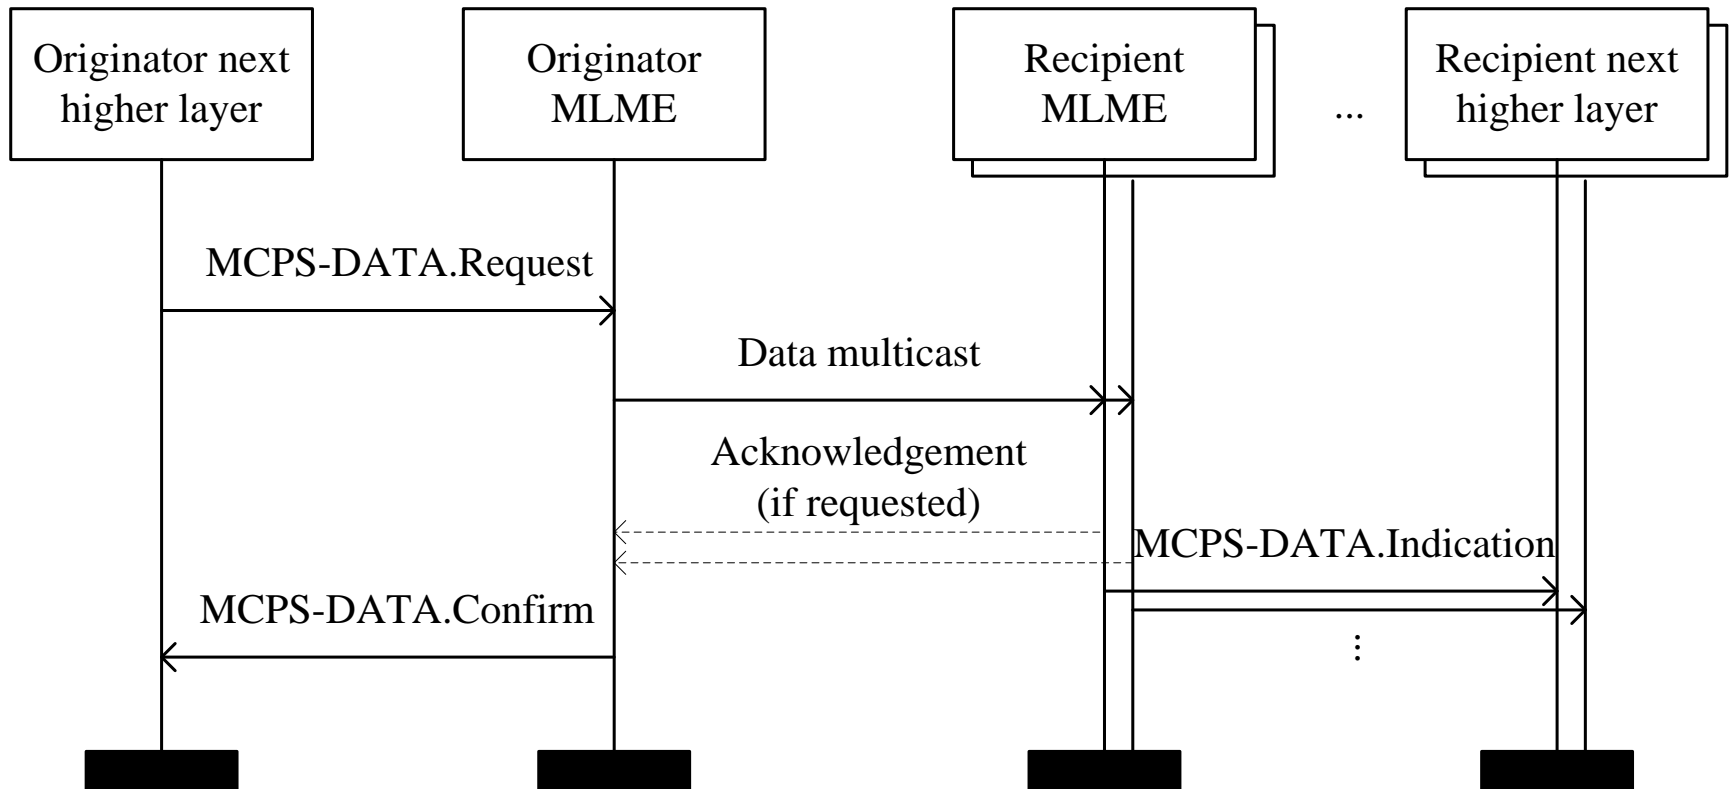 Originator next
higher layer
Originator
MLME
Recipient
MLME
...
Recipient next
higher layer
MCPS-DATA.Request
Data multicast
Acknowledgement
(if requested)
MCPS-DATA.Indication
MCPS-DATA.Confirm
...